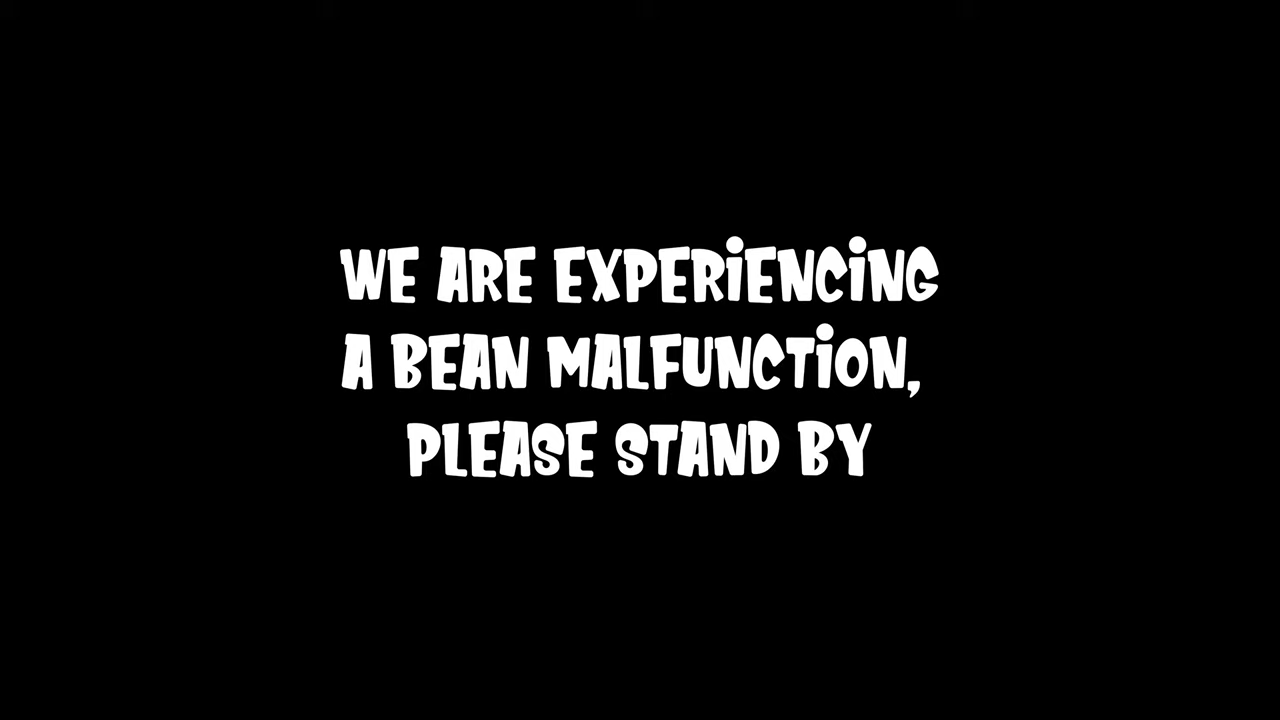 WE ARE EXPERiENCiNG
A BEAN MALFUNCTiON,
PLEASE STAND BY